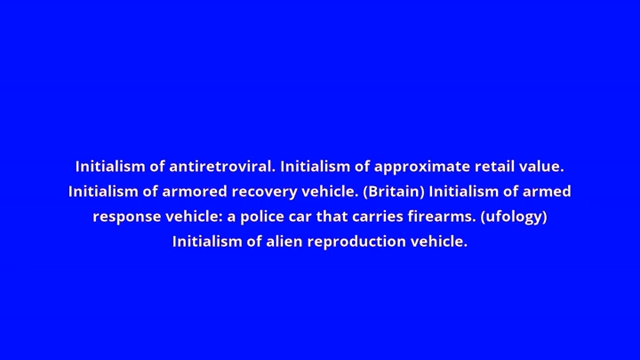 Initialism of antiretroviral. Initialism of approximate retail value.
Initialism of armored recovery vehicle. (Britain) Initialism of armed
response vehicle: a police car that carries firearms. (ufology)
Initialism of alien reproduction vehicle.